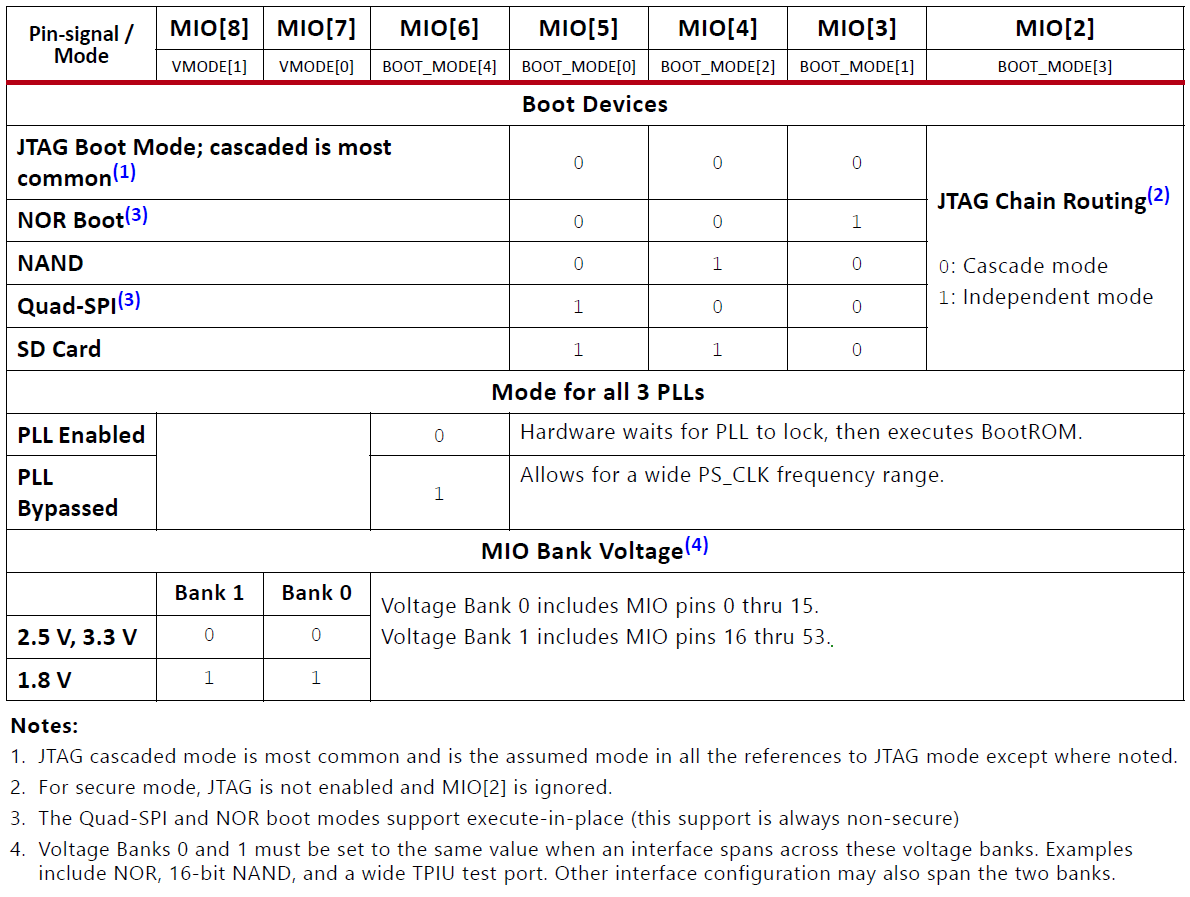 Pin-signal / Mode MIO[8] MIO[7] MIO[6] MIO[5] MIO[4] MIO[3] MIO[2]
VMODE[1] VMODE[0] BOOT_MODE[4] BOOT_MODE[0] BOOT_MODE[2] BOOT_MODE[1] BOOT_MODE[3]
Boot Devices
JTAG Boot Mode; cascaded is most
common(1) 0 0 0
NOR Boot(3) 0 0 1
NAND 0 1 0
Quad-SPI(3) 1 0 0
SD Card 1 1 0
JTAG Chain Routing(2)
0: Cascade mode
1: Independent mode
Mode for all 3 PLLs
PLL Enabled 0 Hardware waits for PLL to lock, then executes BootROM.
PLL
Bypassed 1 Allows for a wide PS_CLK frequency range.
MIO Bank Voltage(4)
Bank 1 Bank 0
2.5 V, 3.3 V 0 0
1.8 V 1 1
Voltage Bank 0 includes MIO pins 0 thru 15.
Voltage Bank 1 includes MIO pins 16 thru 53..
Notes:
1. JTAG cascaded mode is most common and is the assumed mode in all the references to JTAG mode except where noted.
2. For secure mode, JTAG is not enabled and MIO[2] is ignored.
3. The Quad-SPI and NOR boot modes support execute-in-place (this support is always non-secure)
4. Voltage Banks 0 and 1 must be set to the same value when an interface spans across these voltage banks. Examples
include NOR, 16-bit NAND, and a wide TPIU test port. Other interface configuration may also span the two banks.